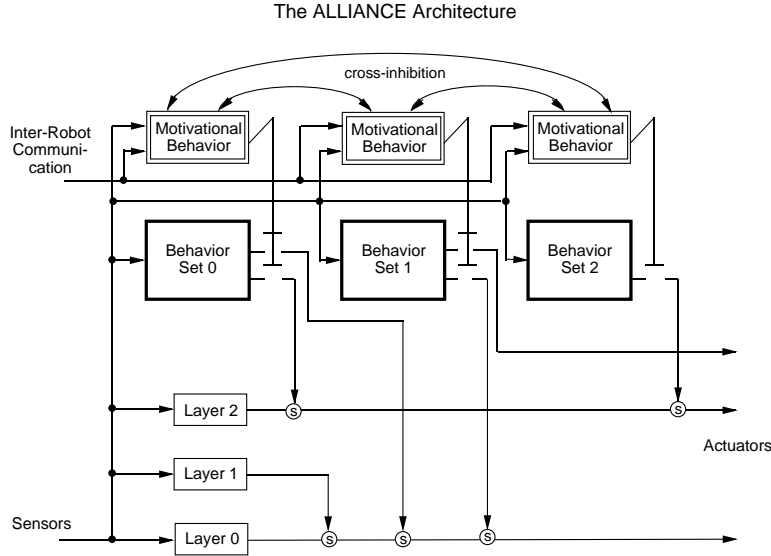 The ALLIANCE Architecture
cross-inhibition
Inter-Robot
Communi-
cation
Motivational
Behavior
Motivational
Behavior
Motivational
Behavior
Behavior
Set 0
Behavior
Set 1
Behavior
Set 2
Layer 2
s
s
Actuators
Layer 1
Sensors
Layer 0
s
s
s